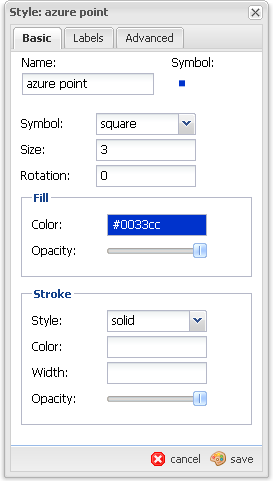 Style: azure point
Basic Labels Advanced
Name: Symbol:
azure point
Symbol: square
Size: 3
Rotation: 0
Fill
Color: #0033cc
Opacity:
Stroke
Style: solid
Color:
Width:
Opacity:
cancel save